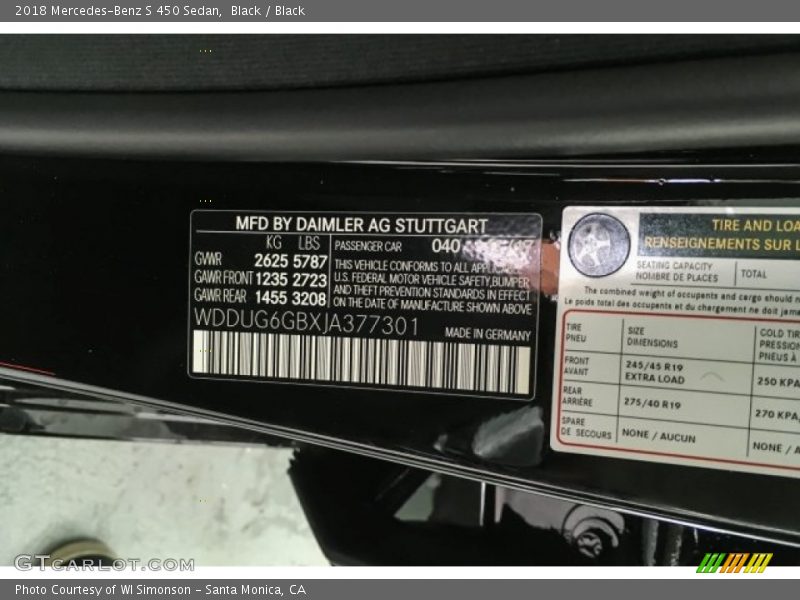 2018 Mercedes-Benz S 450 Sedan, Black / Black
MFD BY DAIMLER AG STUTTGART
KG LBS
GVWR 2625 5787
GAWR FRONT 1235 2723
GAWR REAR 1455 3208
PASSENGER CAR 040
THIS VEHICLE CONFORMS TO ALL
U.S. FEDERAL MOTOR VEHICLE SAFETY, BUMPER
AND THEFT PREVENTION STANDARDS IN EFFECT
ON THE DATE OF MANUFACTURE SHOWN ABOVE
WDDUG6GBXJA377301
MADE IN GERMANY
TIRE AND LOA
RENSEIGNEMENTS SUR L
SEATING CAPACITY
NOMBRE DE PLACES
TOTAL
The combined weight of occupants and cargo should n
Le poids total des occupants et du chargement ne doit jama
TIRE
PNEU
SIZE
DIMENSIONS
COLD TIR
PRESSION
PNEUS À
FRONT
AVANT
245/45 R19
EXTRA LOAD
250 KPA
REAR
ARRIÈRE
275/40 R19
270 KPA,
SPARE
DE SECOURS
NONE / AUCUN
NONE / A
GTCARLOT.COM
Photo Courtesy of WI Simonson - Santa Monica, CA